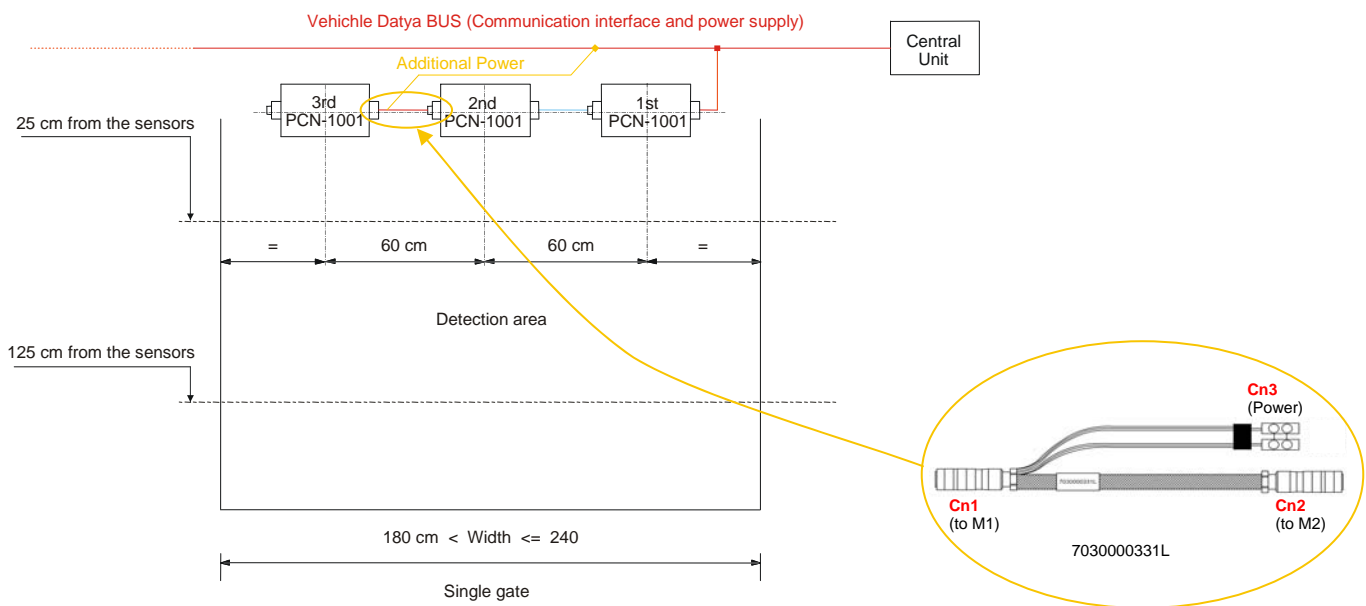 Vehichle Datya BUS (Communication interface and power supply)
Central
Unit
Additional Power
3rd
PCN-1001
2nd
PCN-1001
1st
PCN-1001
25 cm from the sensors
=
60 cm
60 cm
=
Detection area
125 cm from the sensors
Cn3
(Power)
7030000331L
Cn1
(to M1)
Cn2
(to M2)
7030000331L
180 cm < Width <= 240
Single gate